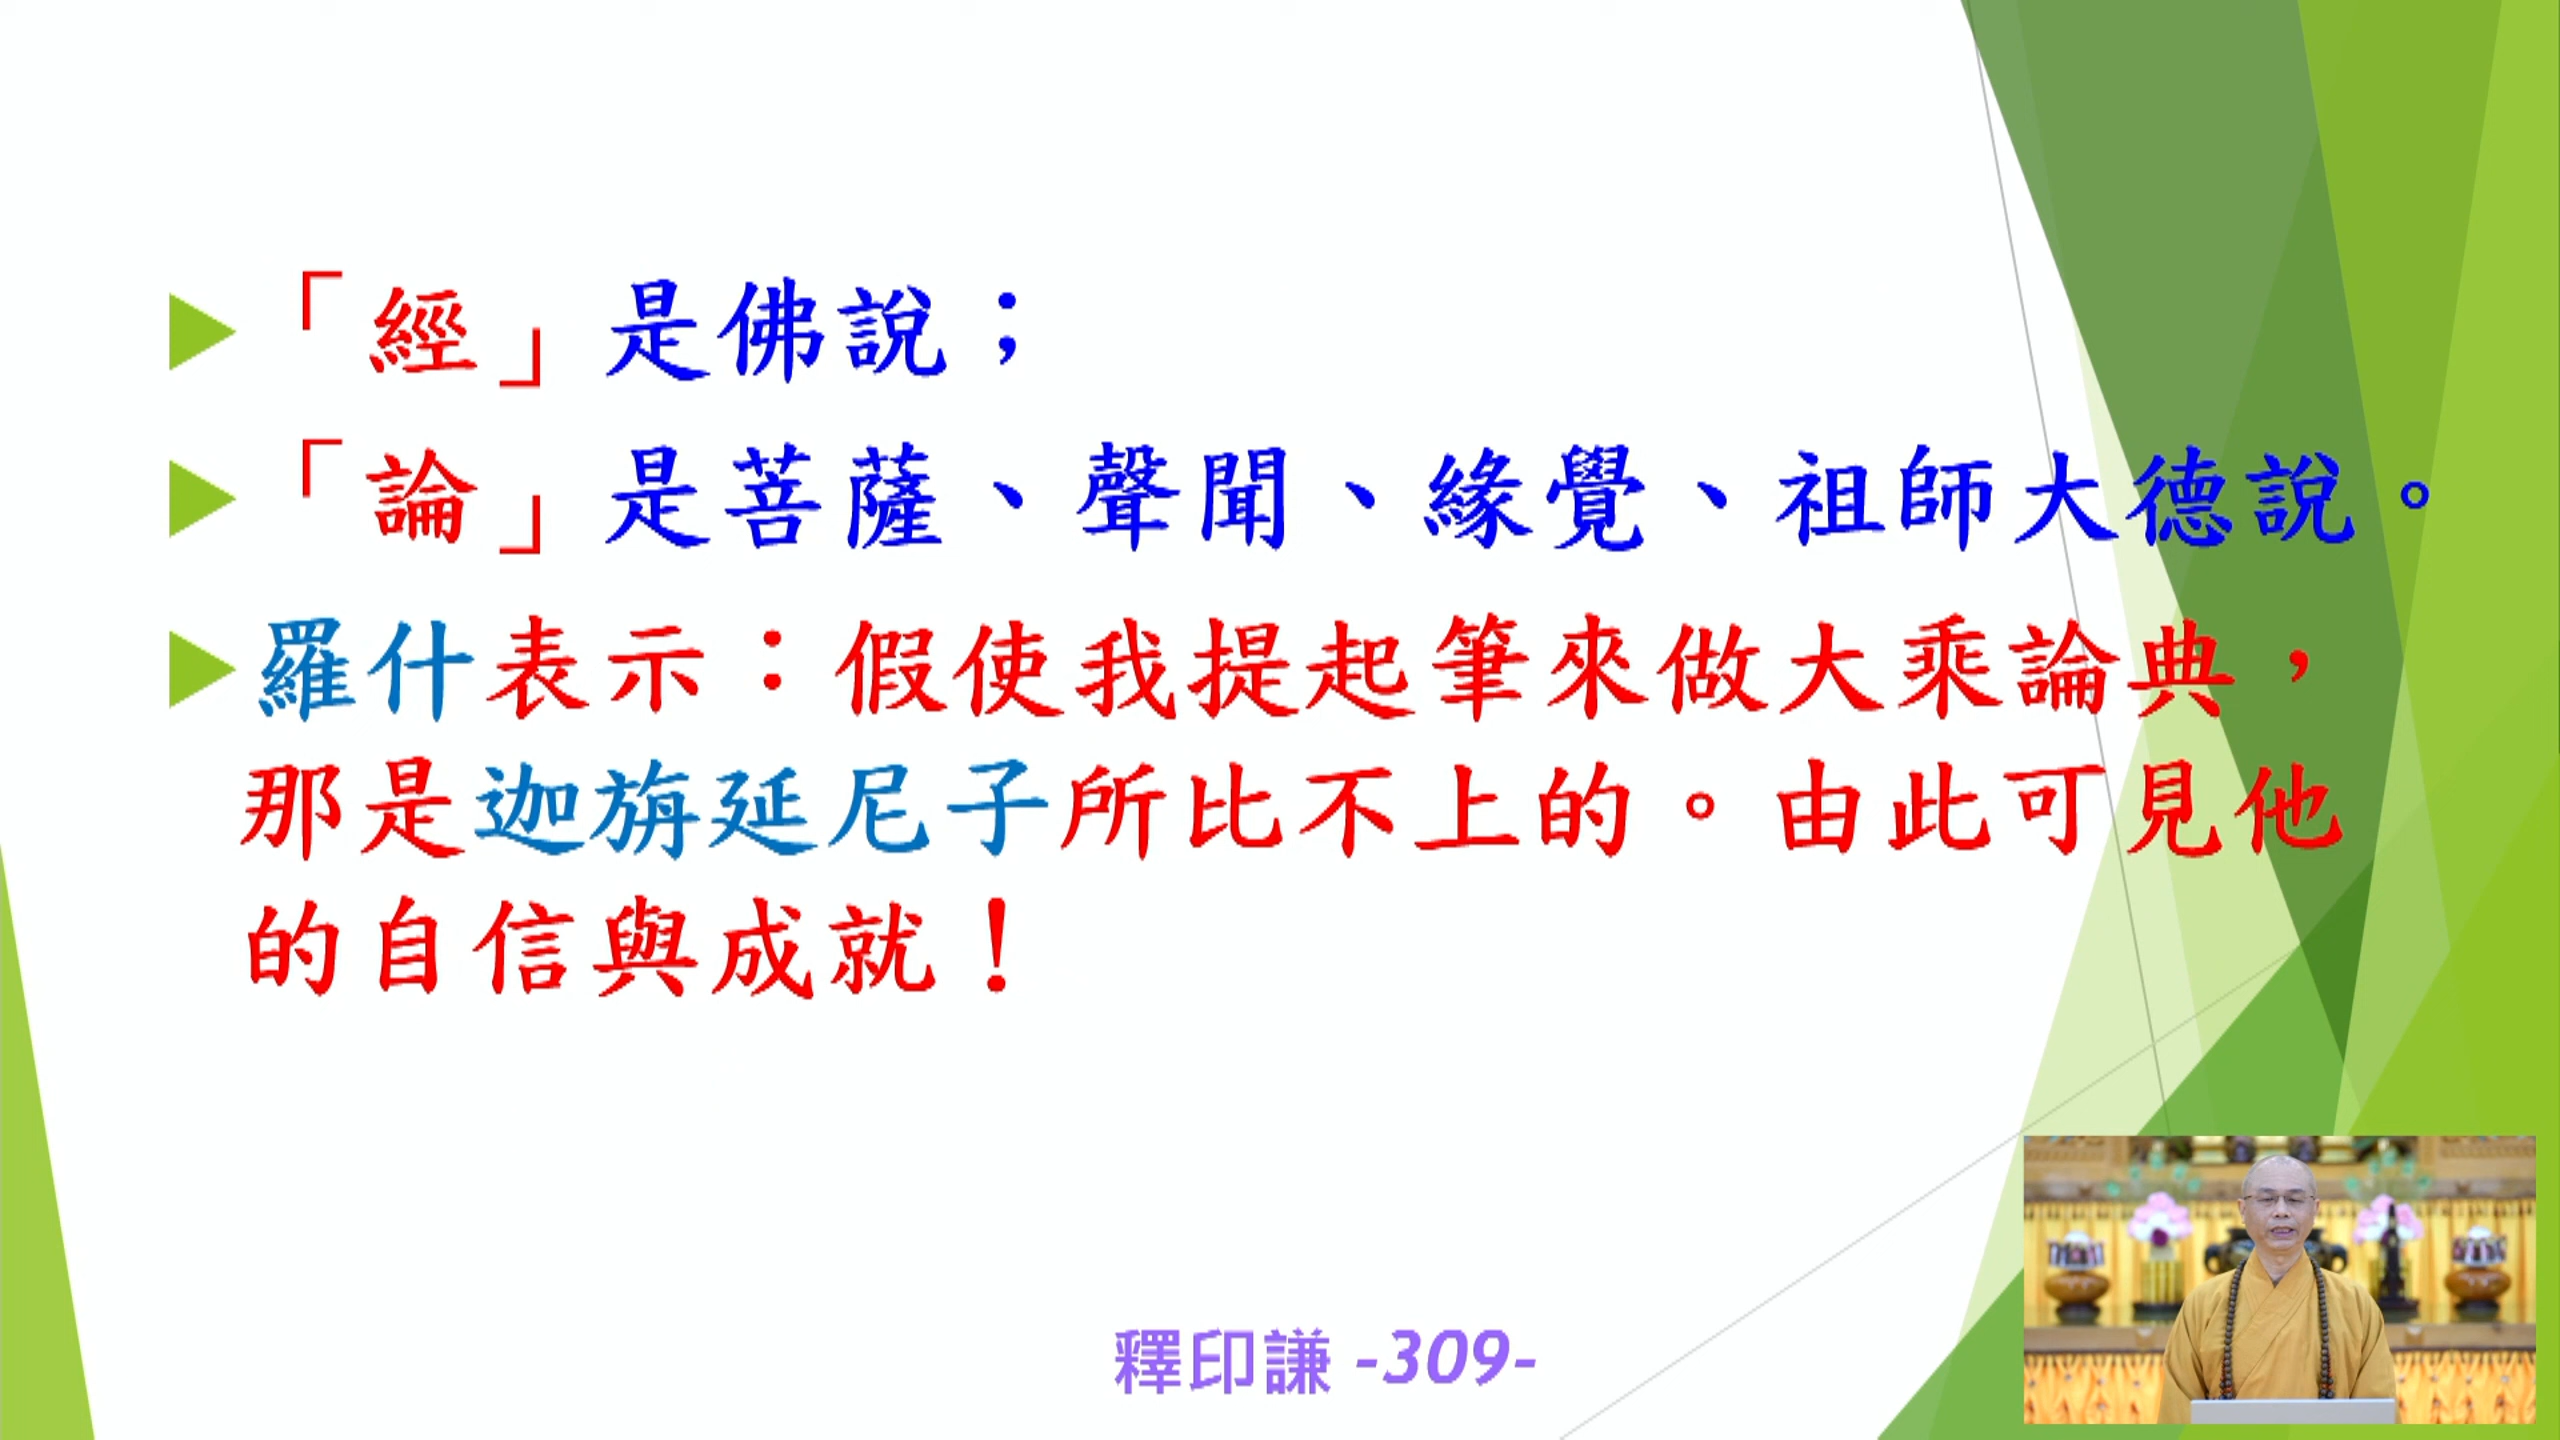 「經」是佛說；
「論」是菩薩、聲聞、緣覺、祖師大德說。
羅什表示：假使我提起筆來做大乘論典，
那是迦旃延尼子所比不上的。由此可見他
的自信與成就！
釋印謙 -309-